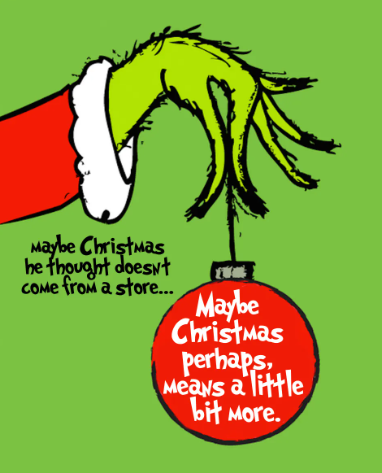 maybe Christmas
he thought doesn't
come from a store...
Maybe
Christmas
perhaps,
means a little
bit more.